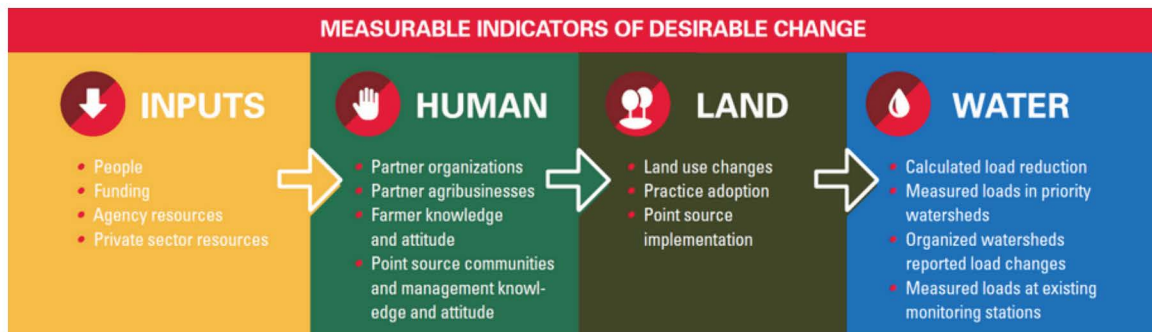 MEASURABLE INDICATORS OF DESIRABLE CHANGE
INPUTS
• People
• Funding
• Agency resources
• Private sector resources
HUMAN
• Partner organizations
• Partner agribusinesses
• Farmer knowledge
and attitude
• Point source communities
and management knowl-
edge and attitude
LAND
• Land use changes
• Practice adoption
• Point source
implementation
WATER
• Calculated load reduction
• Measured loads in priority
watersheds
• Organized watersheds
reported load changes
• Measured loads at existing
monitoring stations